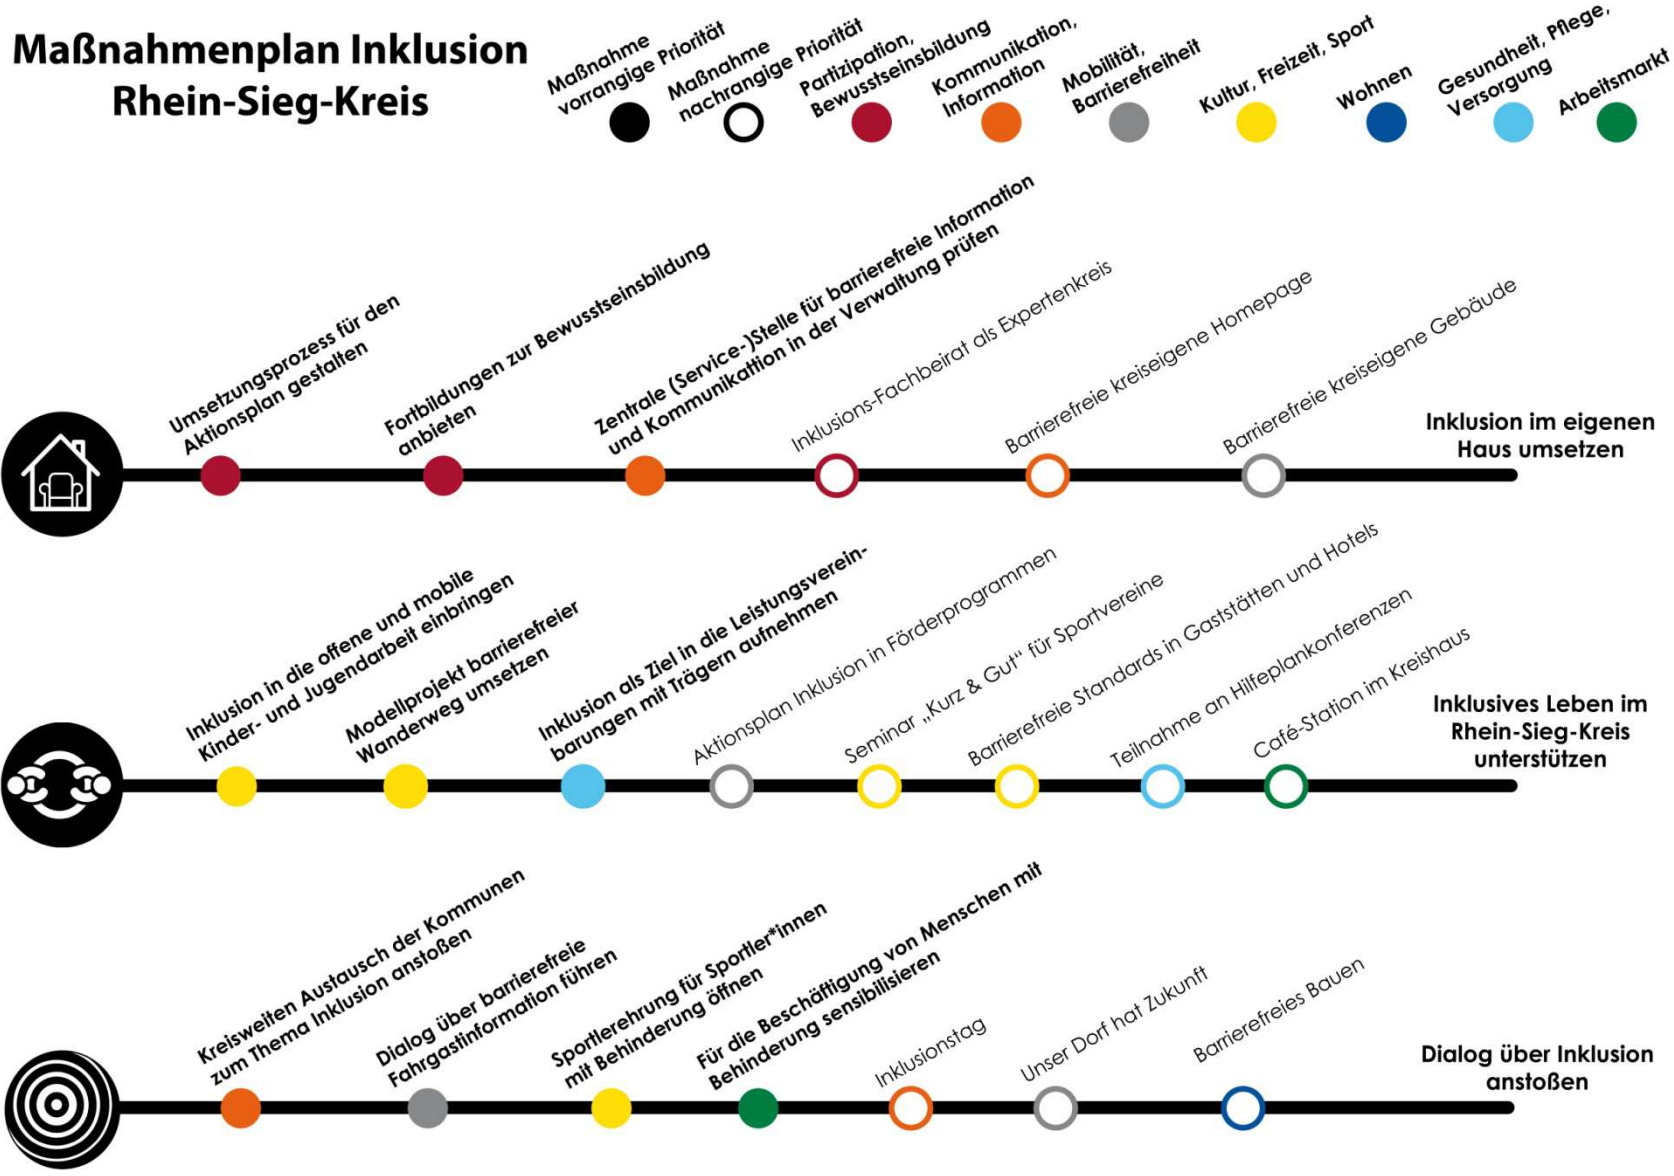 Maßnahmenplan Inklusion
Rhein-Sieg-Kreis
Maßnahme
vorrangige Priorität
Maßnahme
nachrangige Priorität
Partizipation,
Bewusstseinsbildung
Kommunikation,
Information
Mobilität,
Barrierefreiheit
Kultur, Freizeit, Sport
Wohnen
Gesundheit, Pflege,
Versorgung
Arbeitsmarkt
Umsetzungsprozess für den
Aktionsplan gestalten
Fortbildungen zur Bewusstseinsbildung
anbieten
Zentrale (Service-)Stelle für barrierefreie Information
und Kommunikattion in der Verwaltung prüfen
Inklusions-Fachbeirat als Expertenkreis
Barrierefreie kreiseigene Homepage
Barrierefreie kreiseigene Gebäude
Inklusion im eigenen
Haus umsetzen
Inklusion in die offene und mobile
Kinder- und Jugendarbeit einbringen
Modellprojekt barrierefreier
Wanderweg umsetzen
Inklusion als Ziel in die Leistungsverein-
barungen mit Trägern aufnehmen
Aktionsplan Inklusion in Förderprogrammen
Seminar „Kurz & Gut“ für Sportvereine
Barrierefreie Standards in Gaststätten und Hotels
Teilnahme an Hilfeplankonferenzen
Café-Station im Kreishaus
Inklusives Leben im
Rhein-Sieg-Kreis
unterstützen
Kreisweiten Austausch der Kommunen
zum Thema Inklusion anstoßen
Dialog über barrierefreie
Fahrgastinformation führen
Sportlerehrung für Sportler*innen
mit Behinderung öffnen
Für die Beschäftigung von Menschen mit
Behinderung sensibilisieren
Inklusionstag
Unser Dorf hat Zukunft
Barrierefreies Bauen
Dialog über Inklusion
anstoßen